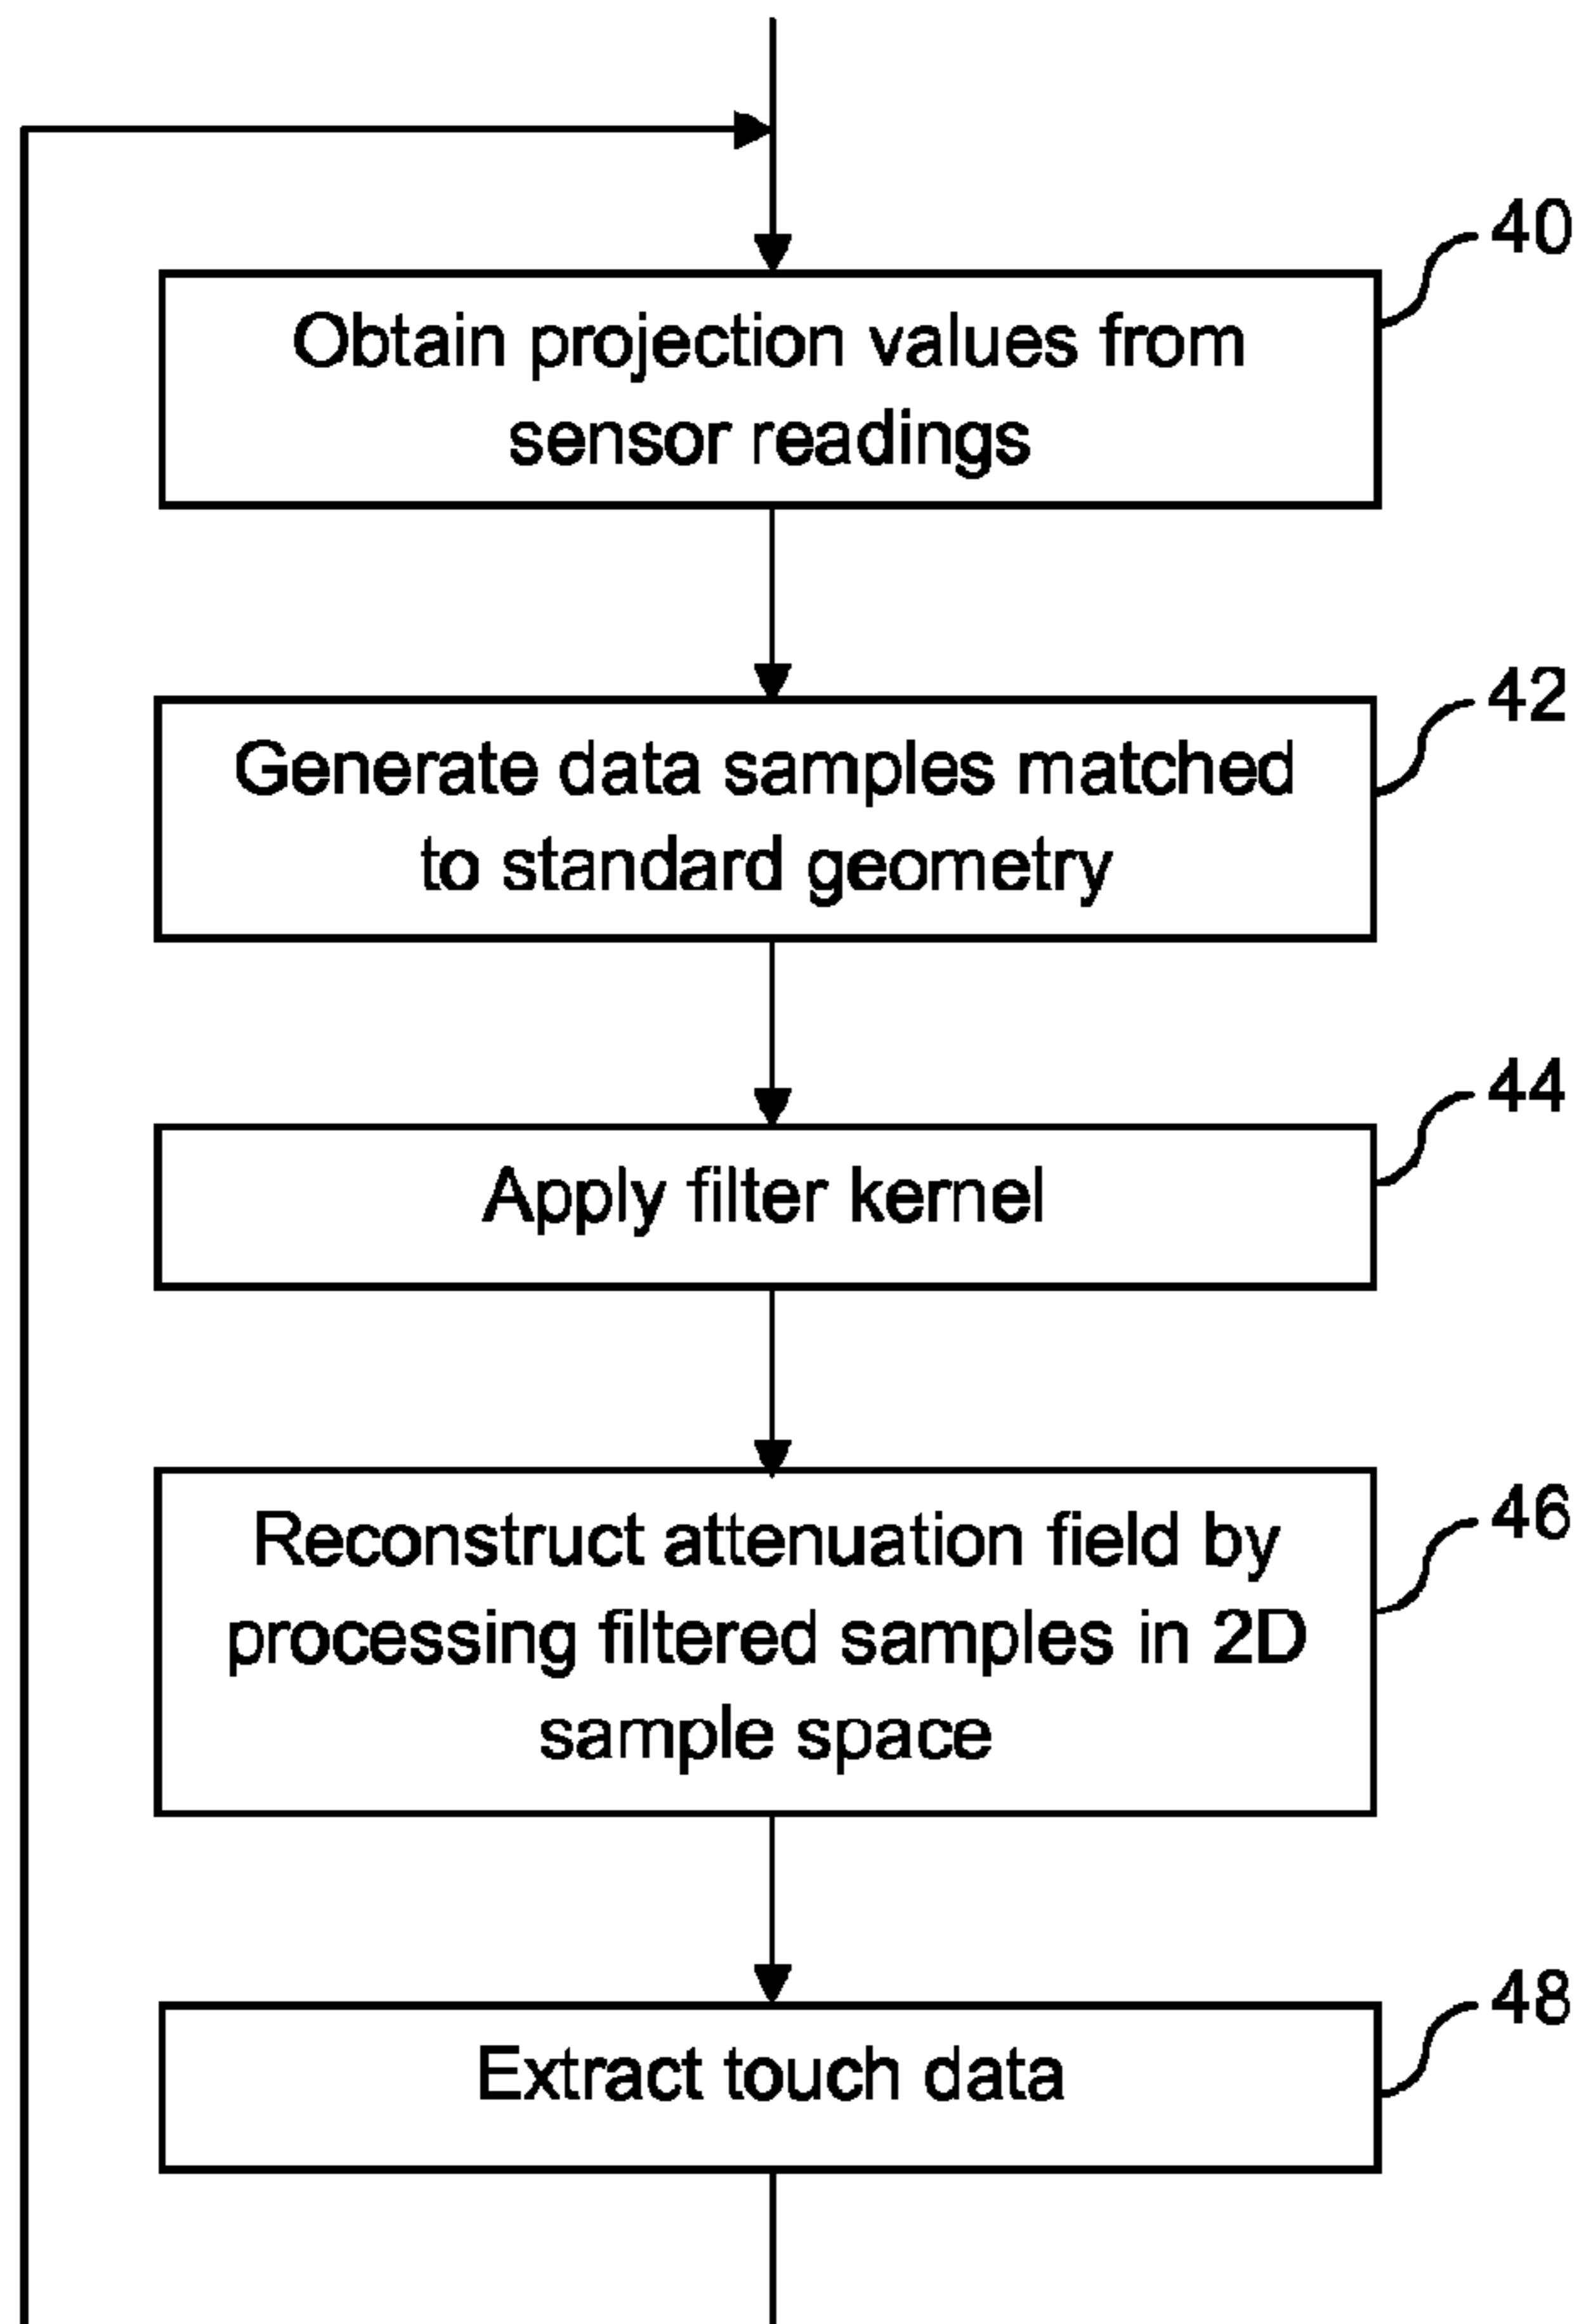 40
Obtain projection values from
sensor readings
42
Generate data samples matched
to standard geometry
44
Apply filter kernel
46
Reconstruct attenuation field by
processing filtered samples in 2D
sample space
48
Extract touch data